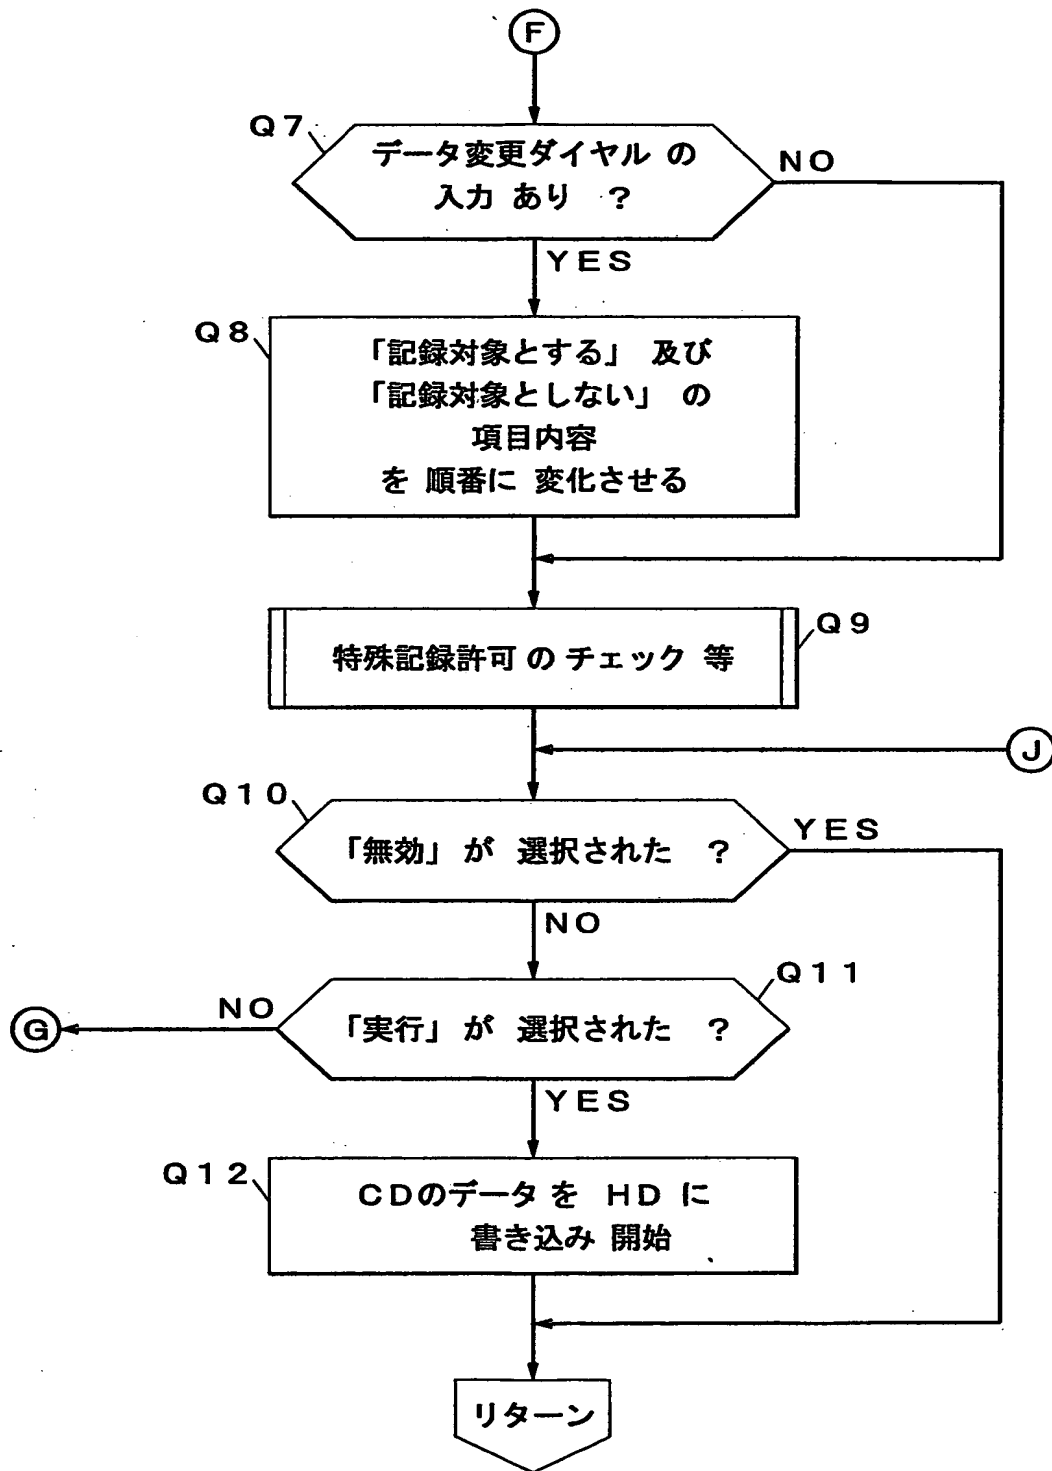 F
Q7
データ変更ダイヤル の
入力 あり ?
NO
YES
Q8
「記録対象とする」 及び
「記録対象としない」 の
項目内容
を 順番に 変化させる
Q9
特殊記録許可 の チェック 等
J
Q10
「無効」 が 選択された ?
YES
NO
Q11
「実行」 が 選択された ?
NO
G
YES
Q12
CDのデータ を HD に
書き込み 開始
リターン